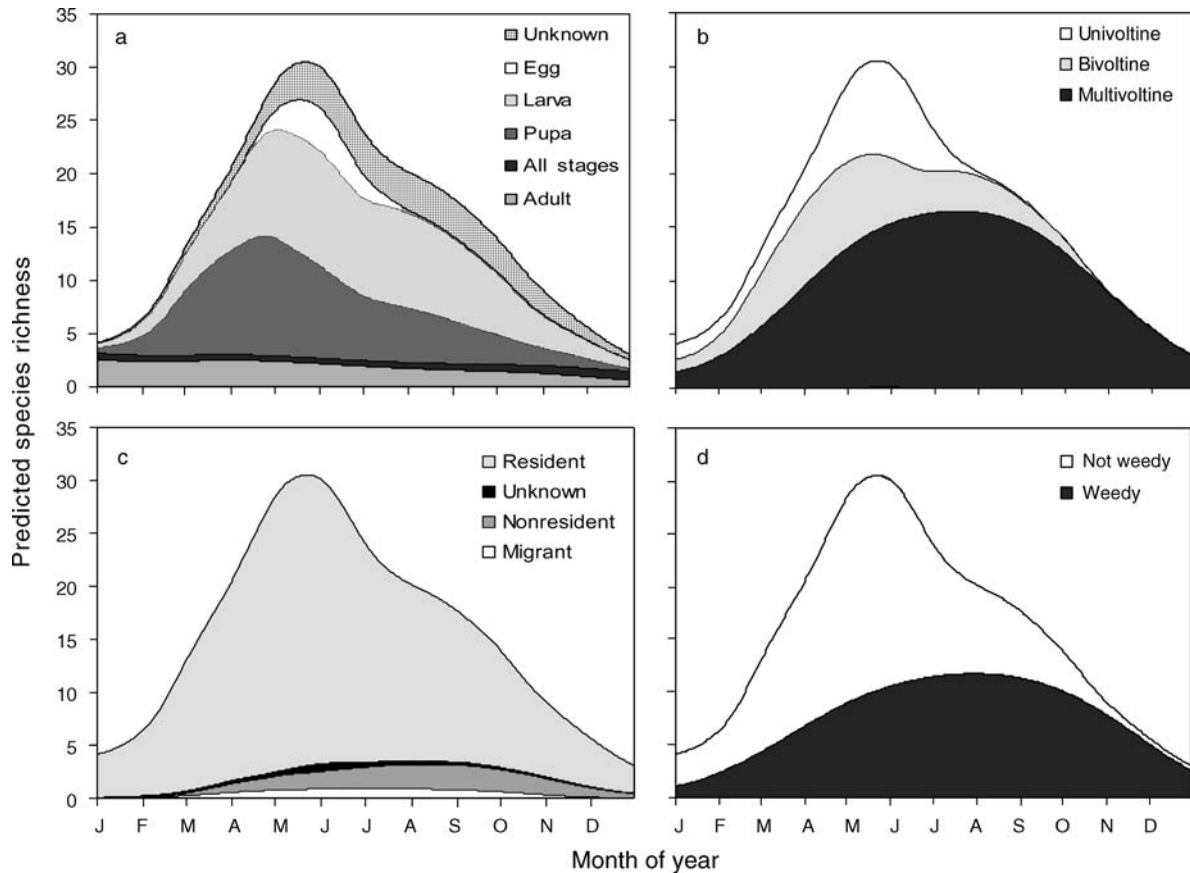 Predicted species richness
35
30
25
20
15
10
5
0
a
Unknown
Egg
Larva
Pupa
All stages
Adult
b
Univoltine
Bivoltine
Multivoltine
35
30
25
20
15
10
5
0
c
Resident
Unknown
Nonresident
Migrant
J F M A M J J A S O N D
d
Not weedy
Weedy
J F M A M J J A S O N D
Month of year